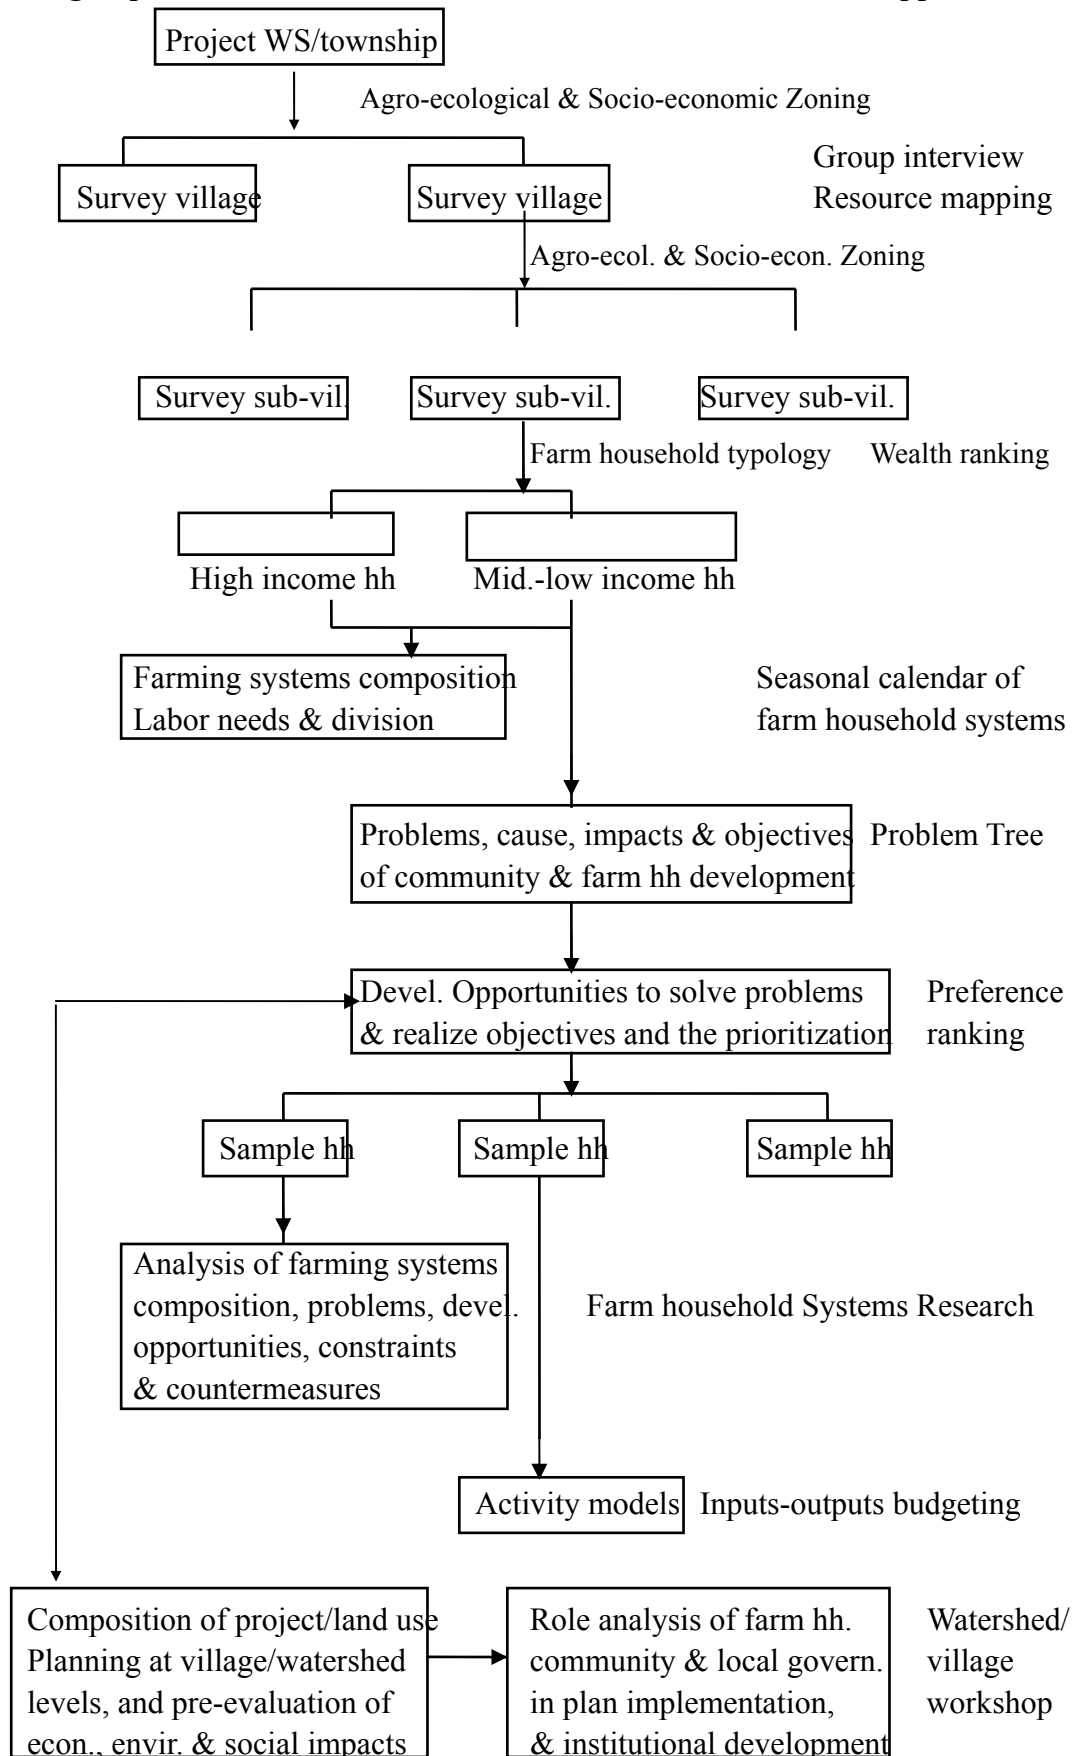 Project WS/township
Agro-ecological & Socio-economic Zoning
Group interview
Resource mapping
Survey village
Survey village
Agro-ecol. & Socio-econ. Zoning
Survey sub-vil.
Survey sub-vil.
Survey sub-vil.
Farm household typology
Wealth ranking
High income hh
Mid.-low income hh
Farming systems composition
Labor needs & division
Seasonal calendar of
farm household systems
Problems, cause, impacts & objectives
of community & farm hh development
Problem Tree
Devel. Opportunities to solve problems
& realize objectives and the prioritization
Preference
ranking
Sample hh
Sample hh
Sample hh
Analysis of farming systems
composition, problems, devel.
opportunities, constraints
& countermeasures
Farm household Systems Research
Activity models
Inputs-outputs budgeting
Composition of project/land use
Planning at village/watershed
levels, and pre-evaluation of
econ., envir. & social impacts
Role analysis of farm hh.
community & local govern.
in plan implementation,
& institutional development
Watershed/
village
workshop